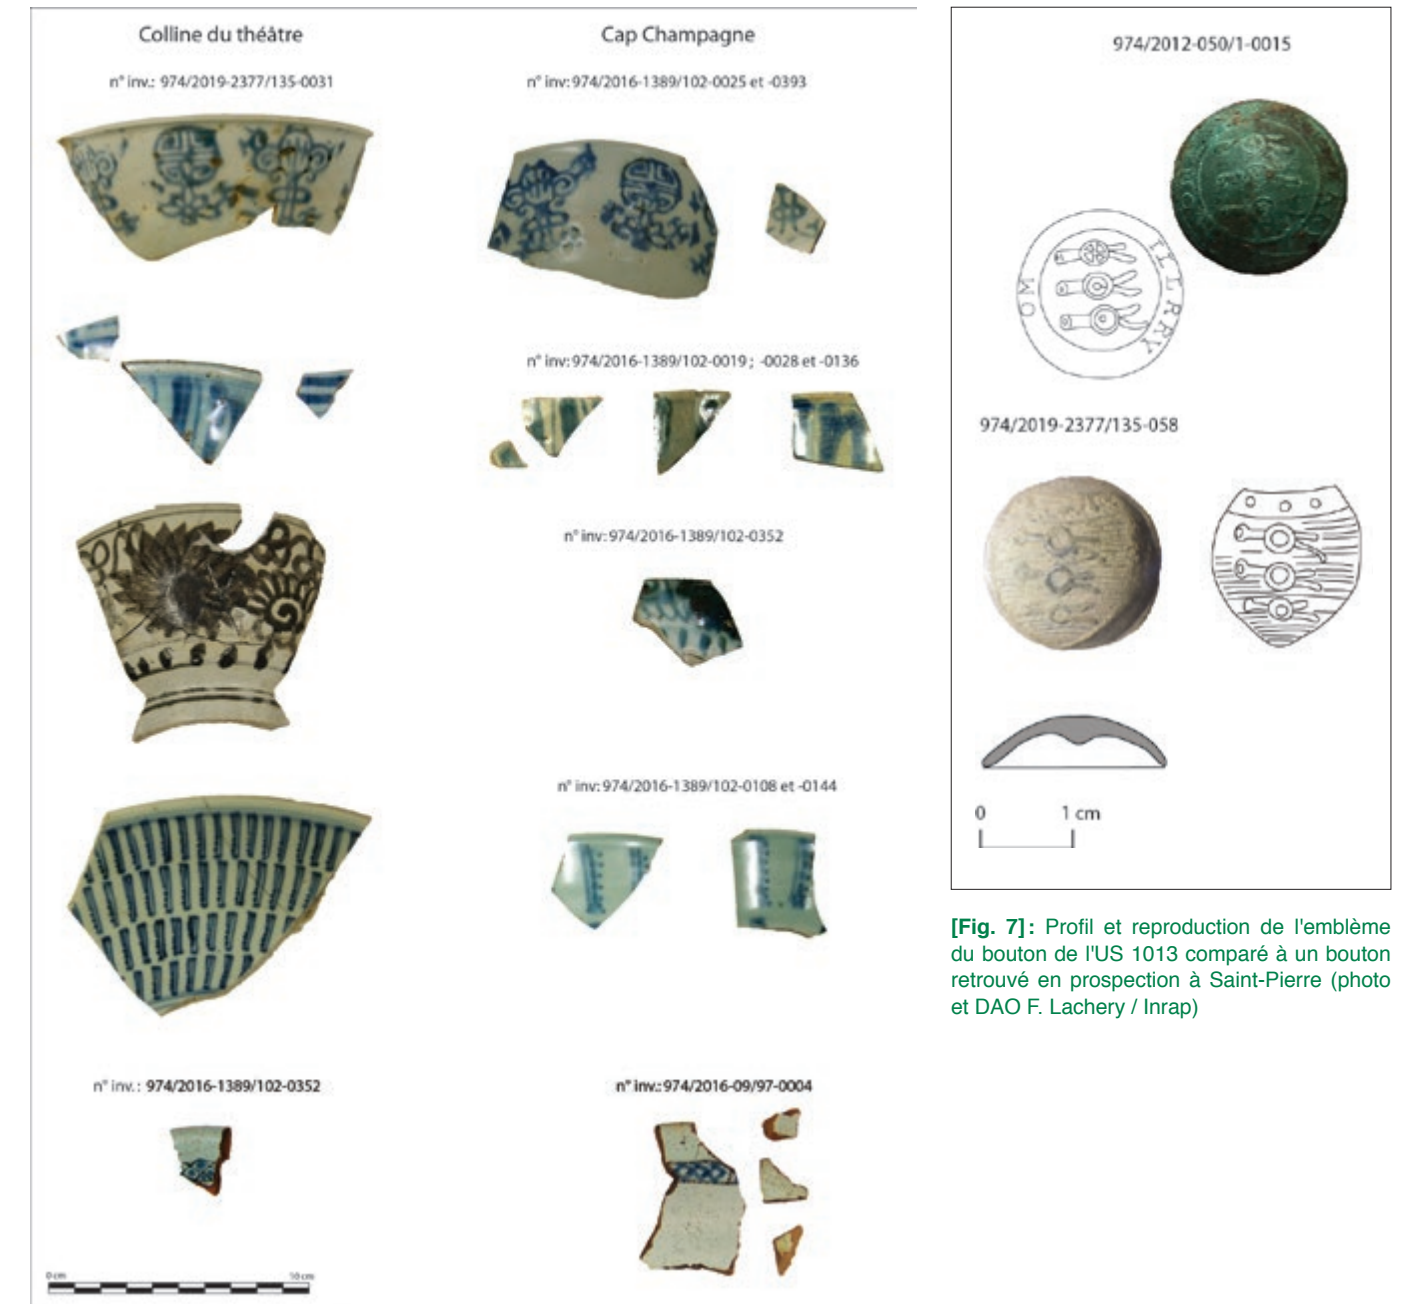 Colline du théâtre
n° inv.: 974/2019-2377/135-0031
n° inv.: 974/2016-1389/102-0352
0 cm 10 cm
Cap Champagne
n° inv: 974/2016-1389/102-0025 et -0393
n° inv: 974/2016-1389/102-0019 ; -0028 et -0136
n° inv: 974/2016-1389/102-0352
n° inv: 974/2016-1389/102-0108 et -0144
n° inv.: 974/2016-09/97-0004
974/2012-050/1-0015
OM
ILLREY
974/2019-2377/135-058
0 1 cm
[Fig. 7] : Profil et reproduction de l'emblème
du bouton de l'US 1013 comparé à un bouton
retrouvé en prospection à Saint-Pierre (photo
et DAO F. Lachery / Inrap)